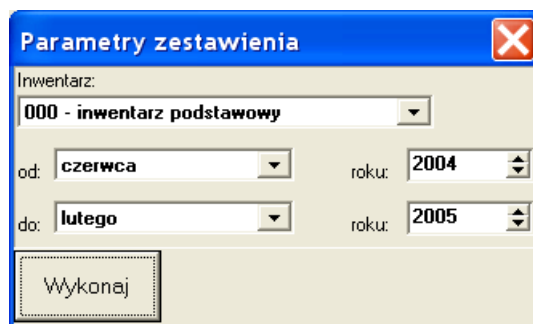 Parametry zestawienia
Inwentarz:
000 - inwentarz podstawowy
od: czerwca roku: 2004
do: lutego roku: 2005
Wykonaj